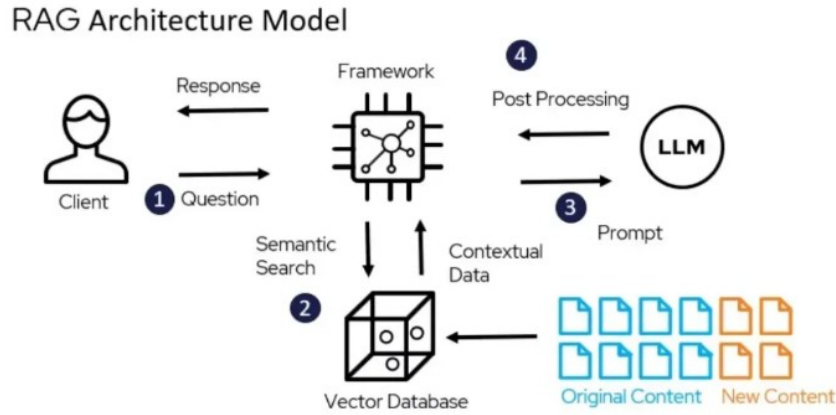 RAG Architecture Model
4
Framework
Response
Post Processing
LLM
Client
1 Question
3
Prompt
Semantic
Search
Contextual
Data
2
Vector Database
Original Content New Content